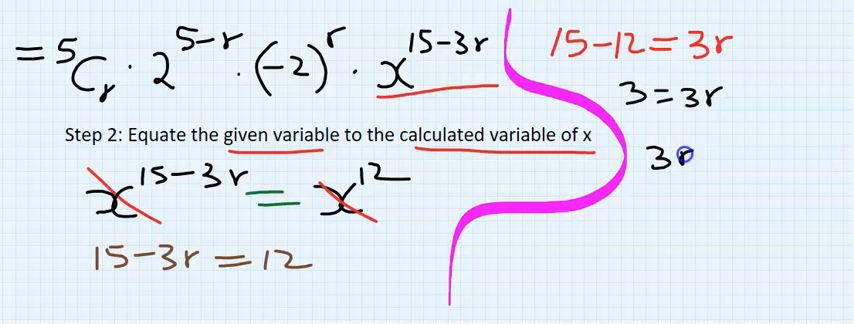 = ⁵Cᵣ · 2⁵⁻ʳ · (-2)ʳ · x¹⁵⁻³ʳ
Step 2: Equate the given variable to the calculated variable of x
x¹⁵⁻³ʳ = x¹²
15-3r = 12
15-12 = 3r
3 = 3r
3r